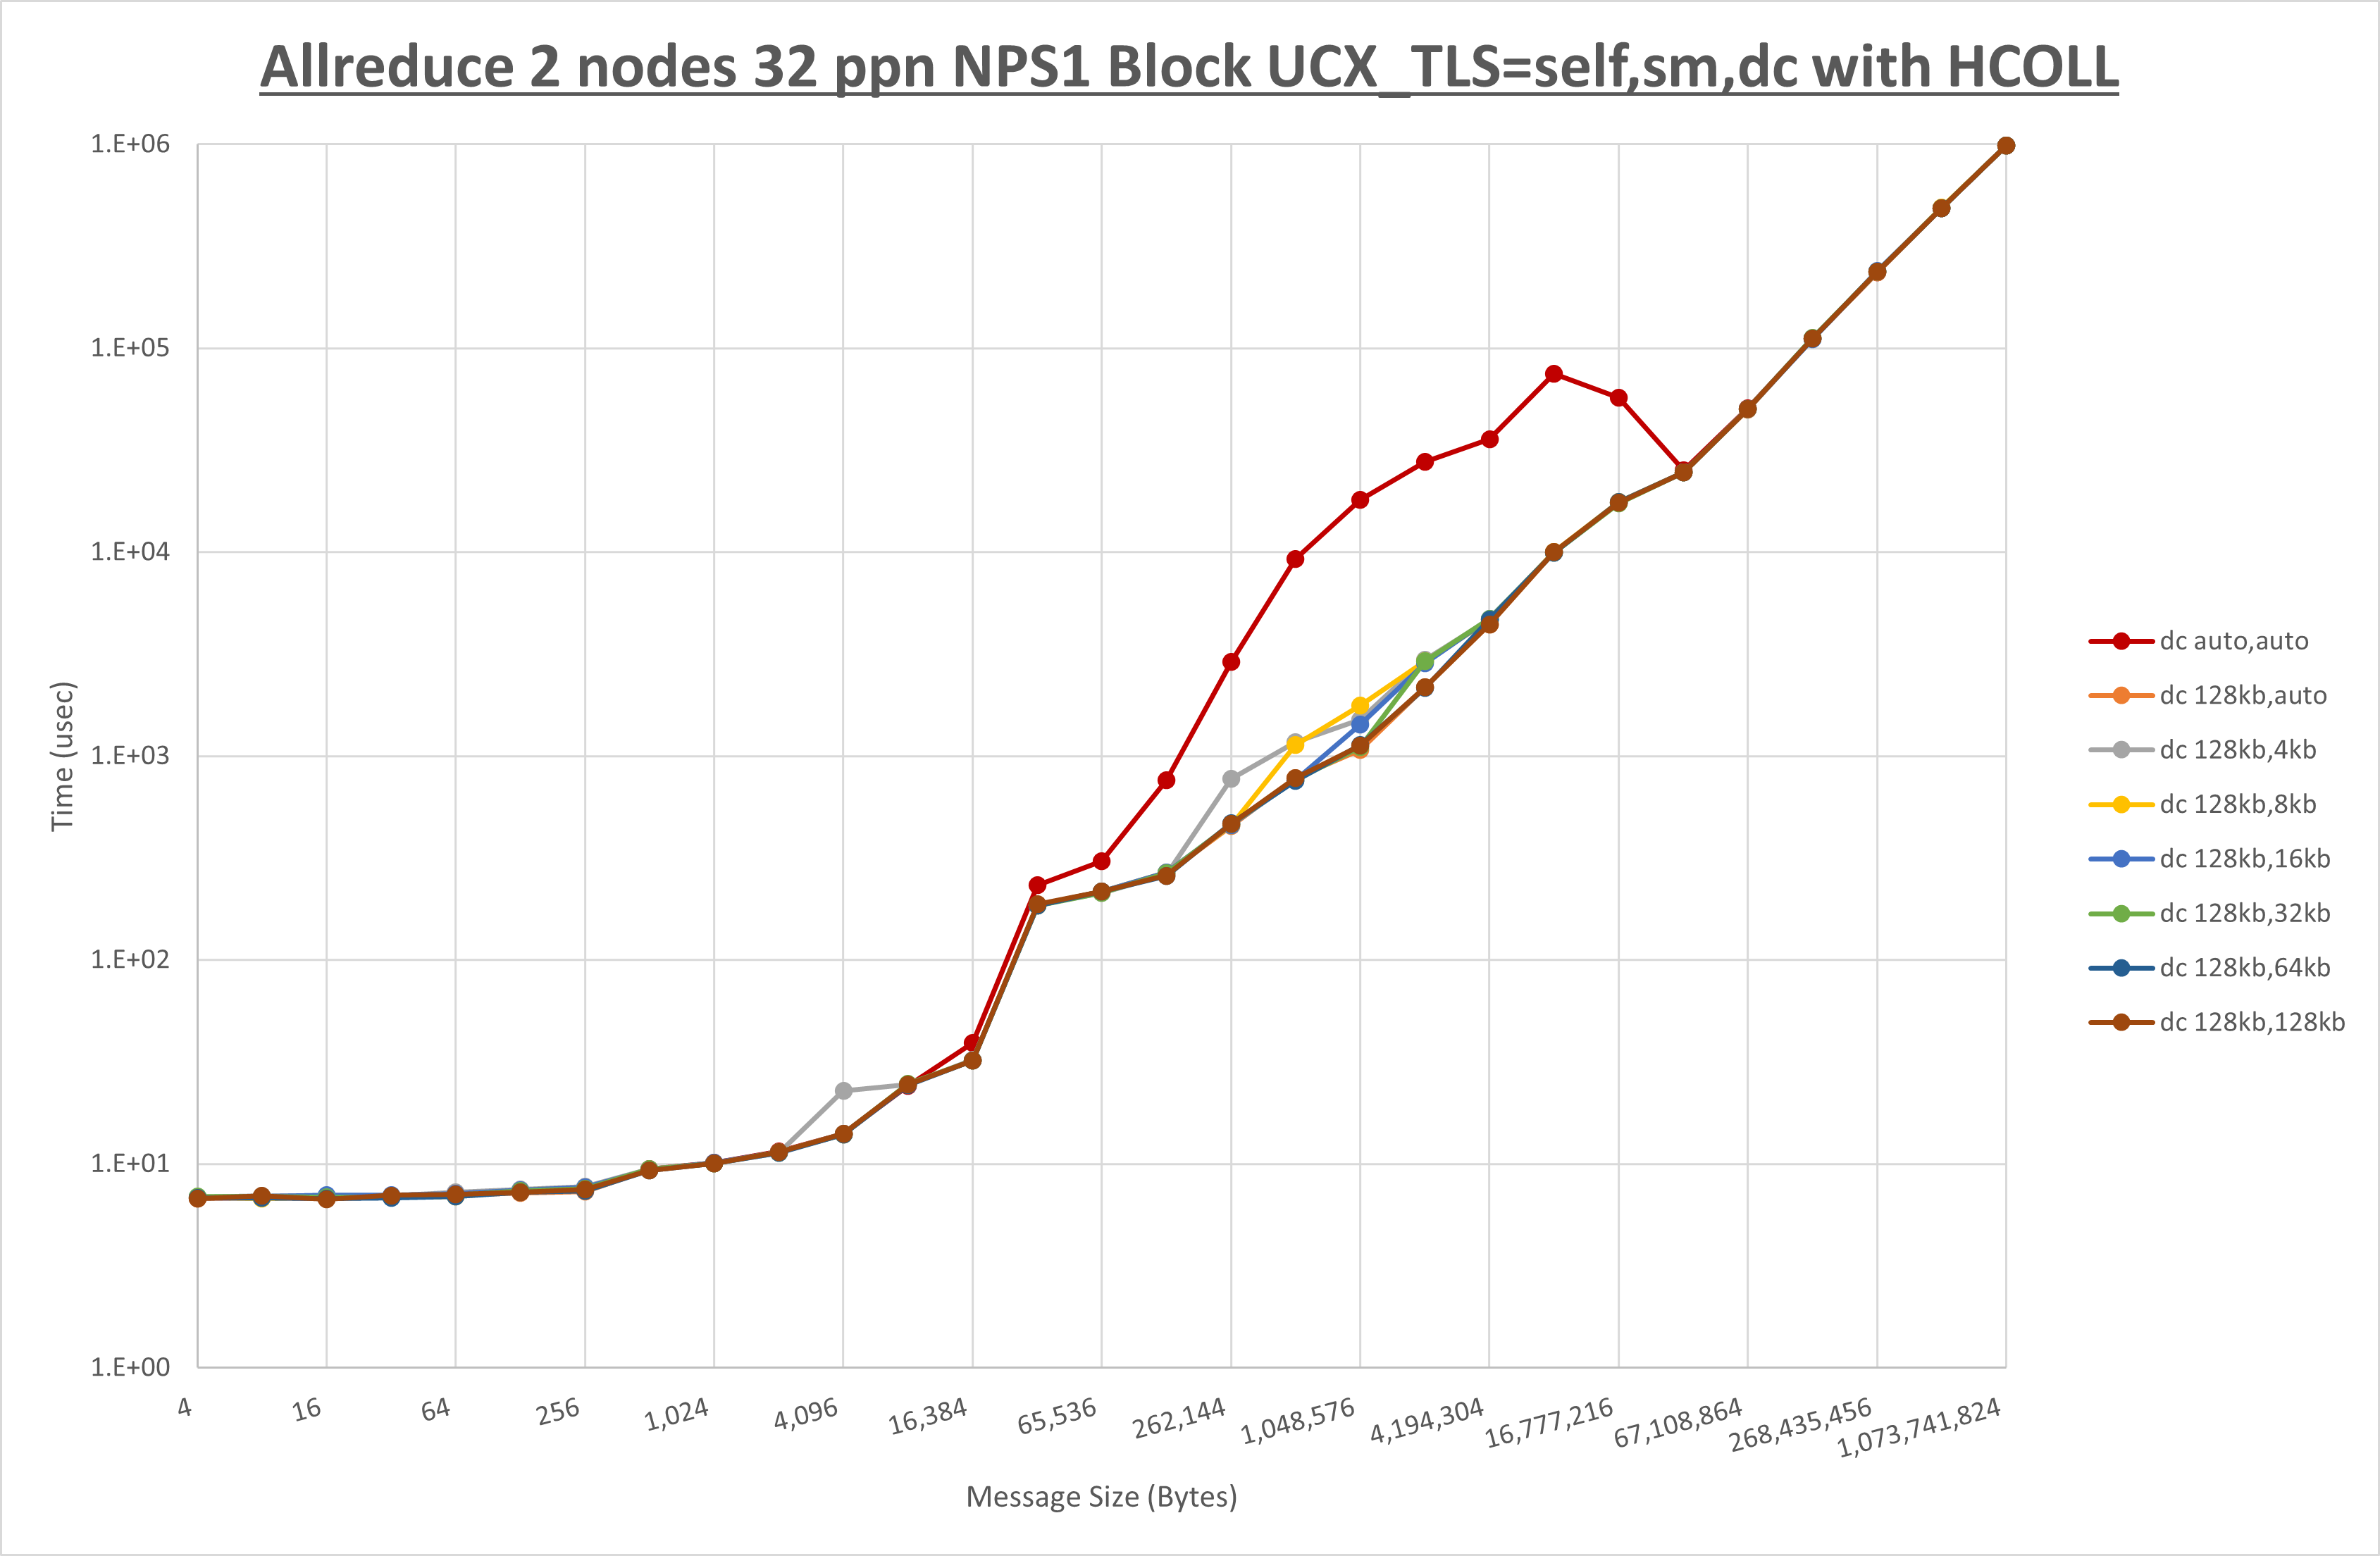 Allreduce 2 nodes 32 ppn NPS1 Block UCX_TLS=self,sm,dc with HCOLL
1.E+06
1.E+05
1.E+04
1.E+03
1.E+02
1.E+01
1.E+00
Time (usec)
4
16
64
256
1,024
4,096
16,384
65,536
262,144
1,048,576
4,194,304
16,777,216
67,108,864
268,435,456
1,073,741,824
Message Size (Bytes)
dc auto,auto
dc 128kb,auto
dc 128kb,4kb
dc 128kb,8kb
dc 128kb,16kb
dc 128kb,32kb
dc 128kb,64kb
dc 128kb,128kb